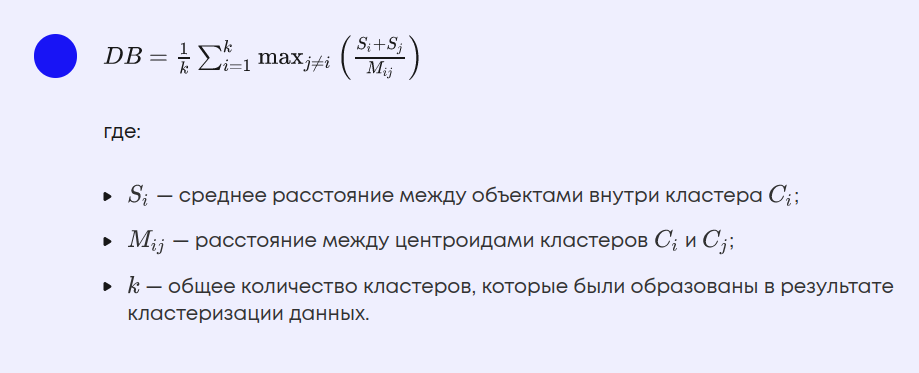 $DB = \frac{1}{k} \sum_{i=1}^{k} \max_{j \neq i} \left( \frac{S_i + S_j}{M_{ij}} \right)$
где:
$S_i$ — среднее расстояние между объектами внутри кластера $C_i$;
$M_{ij}$ — расстояние между центроидами кластеров $C_i$ и $C_j$;
$k$ — общее количество кластеров, которые были образованы в результате
кластеризации данных.